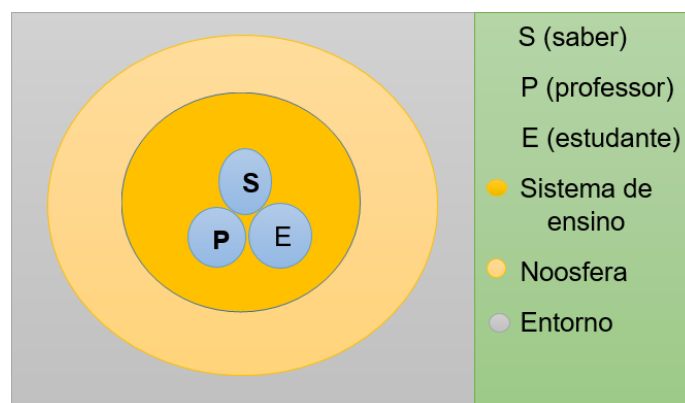 S
P
E
S (saber)
P (professor)
E (estudante)
Sistema de
ensino
Noosfera
Entorno